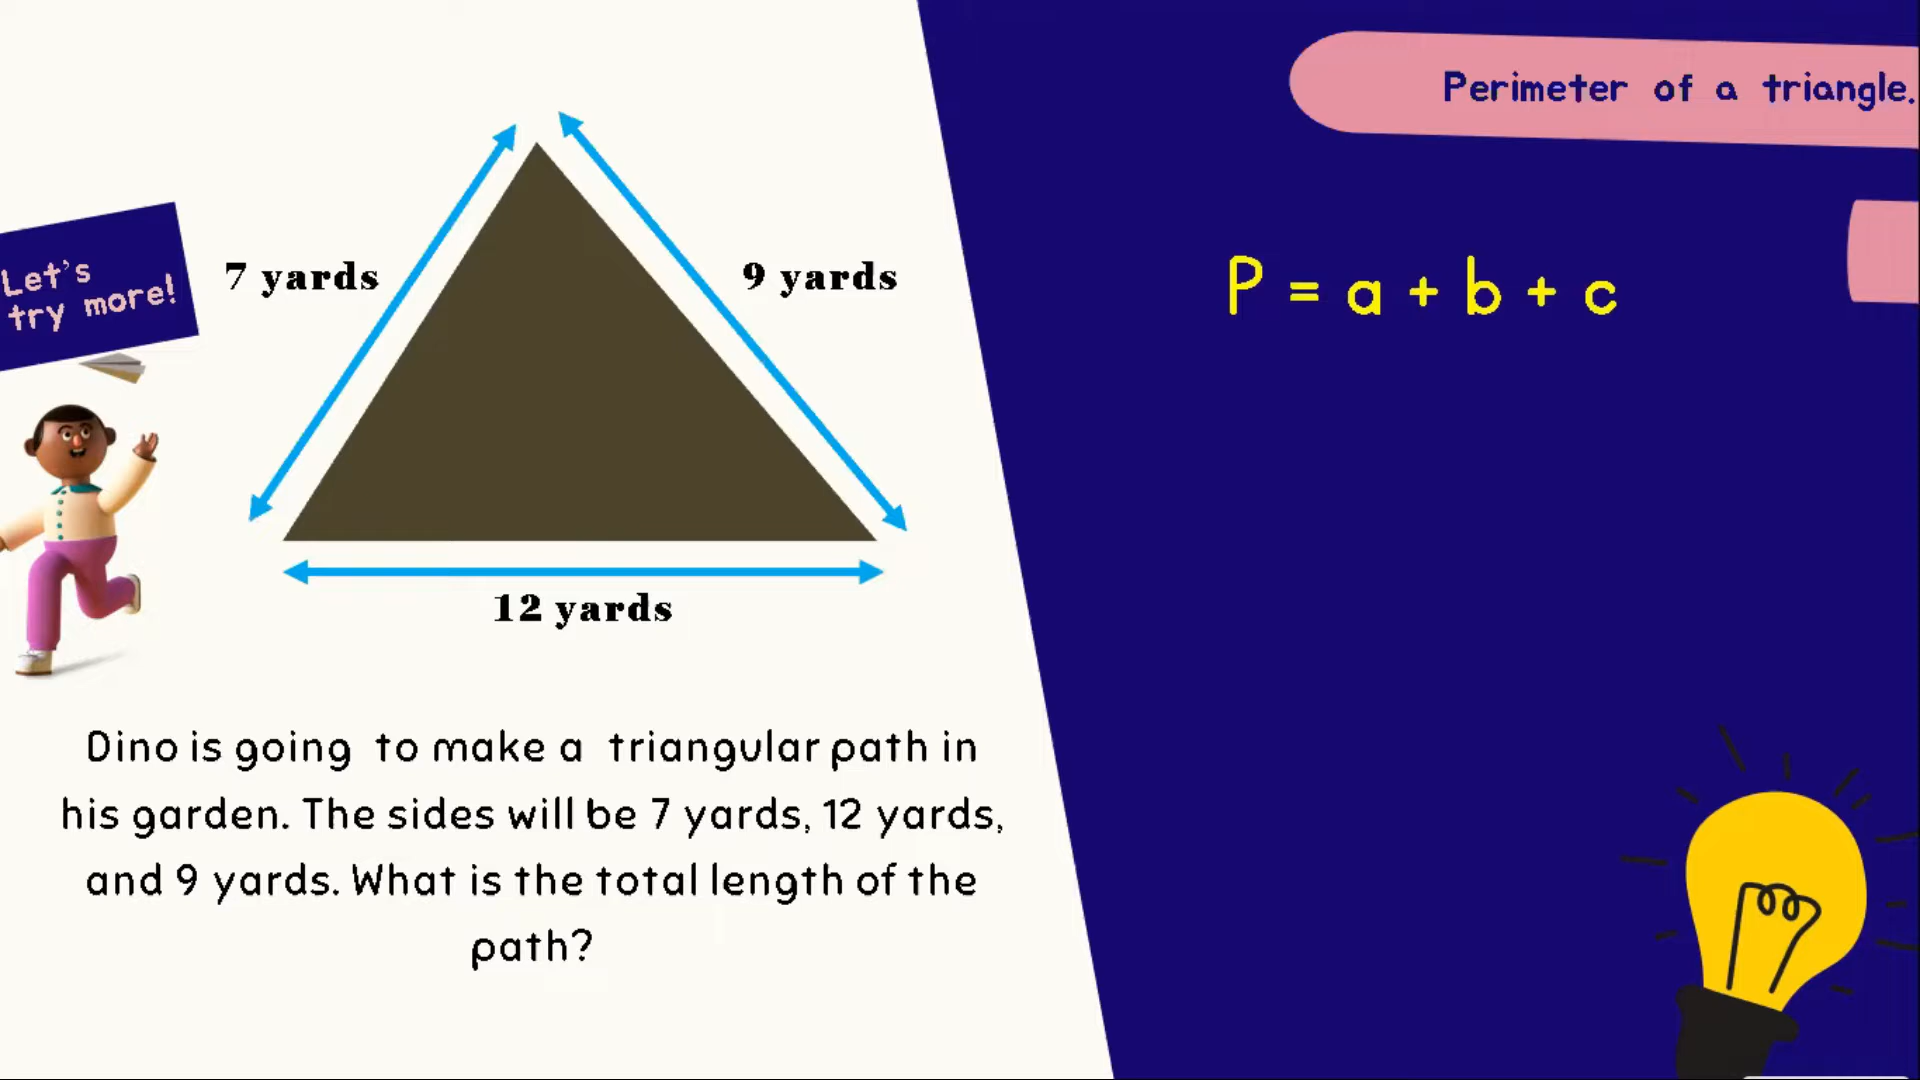 Perimeter of a triangle.
Let's
try more!
7 yards
9 yards
12 yards
P = a + b + c
Dino is going to make a triangular path in
his garden. The sides will be 7 yards, 12 yards,
and 9 yards. What is the total length of the
path?